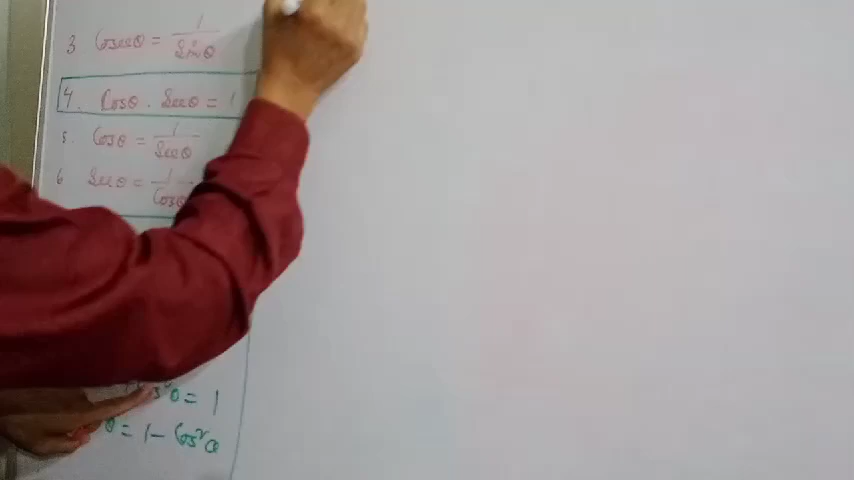 3 Cosecθ = 1/Sinθ
4. Cosθ . Secθ = 1
5. Cosθ = 1/Secθ
6 Secθ = 1/Cosθ
θ = 1
θ = 1 - Cos²θ